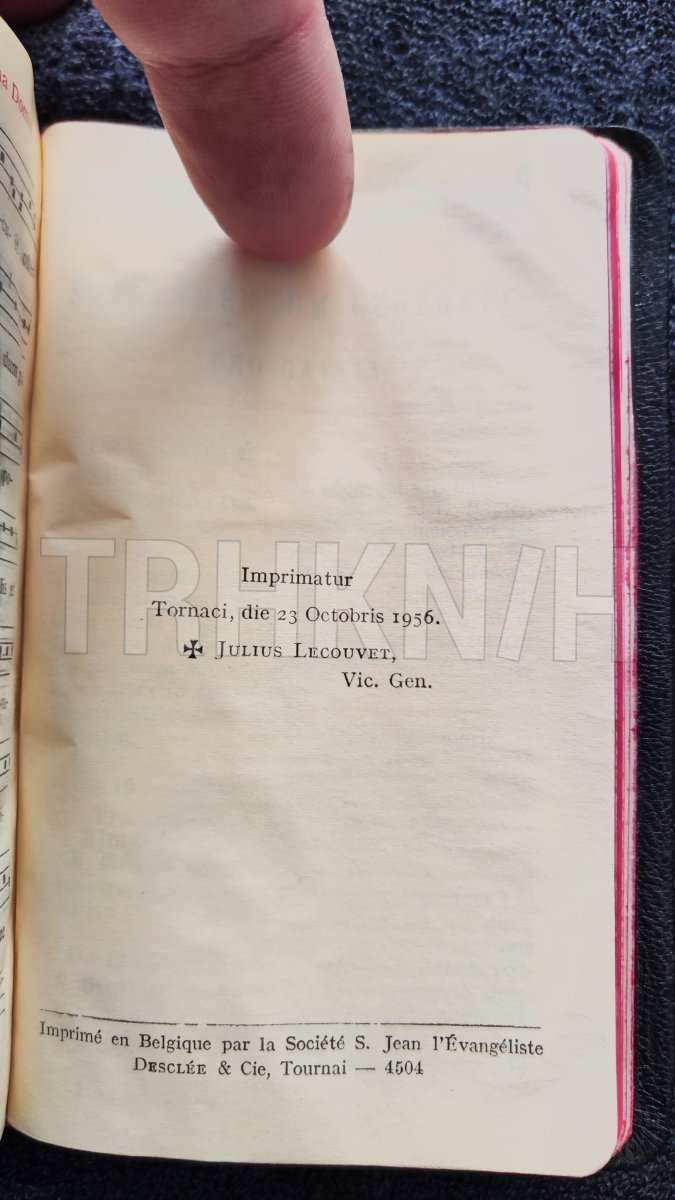 Imprimatur
Tornaci, die 23 Octobris 1956.
✠ JULIUS LECOUVET,
Vic. Gen.
TRHKN/H
Imprimé en Belgique par la Société S. Jean l'Évangéliste
DESCLÉE & Cie, Tournai — 4504